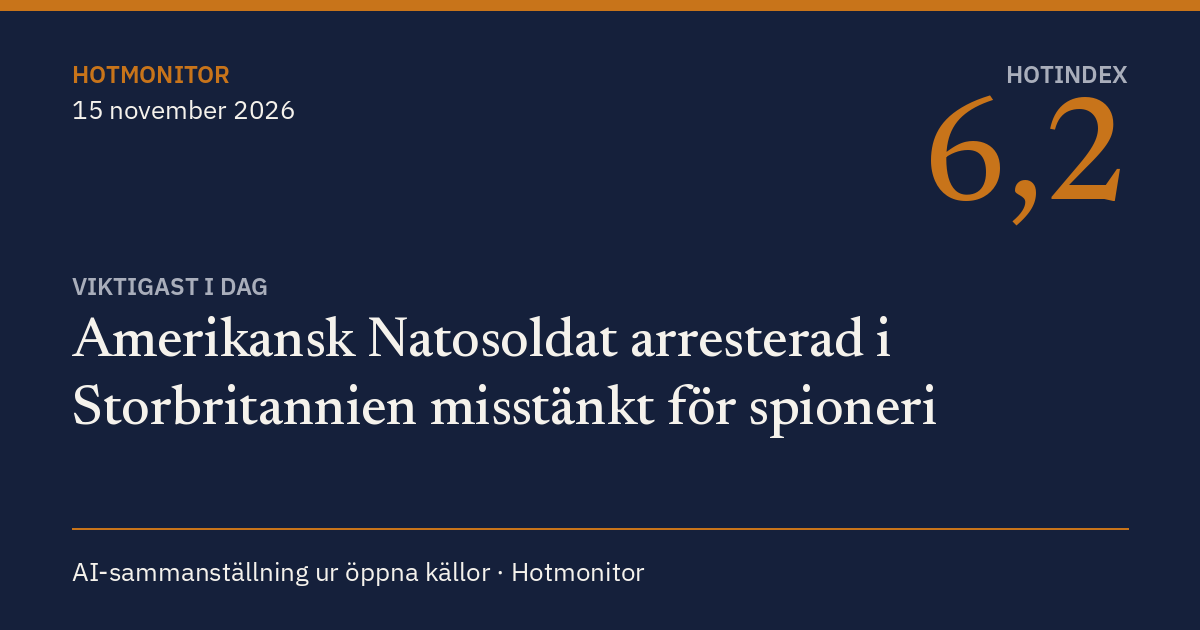 HOTMONITOR
15 november 2026
HOTINDEX
6,2
VIKTIGAST I DAG
Amerikansk Natosoldat arresterad i
Storbritannien misstänkt för spioneri
AI-sammanställning ur öppna källor · Hotmonitor